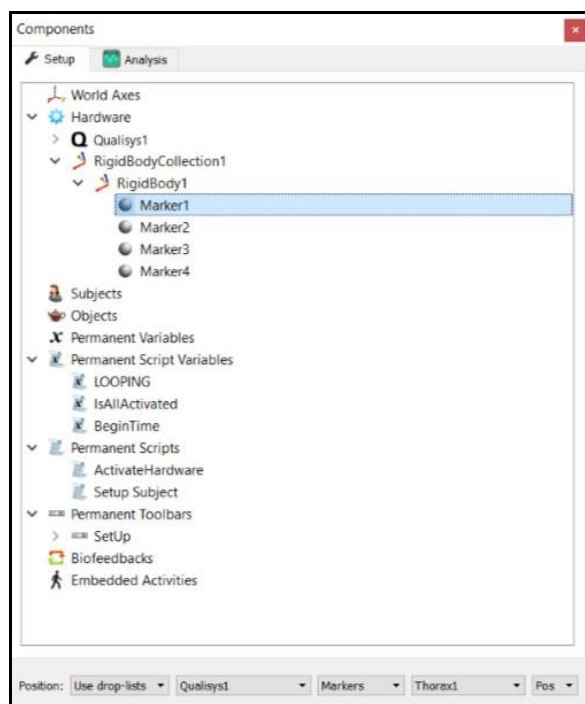 Components
Setup Analysis
World Axes
Hardware
Qualisys1
RigidBodyCollection1
RigidBody1
Marker1
Marker2
Marker3
Marker4
Subjects
Objects
Permanent Variables
Permanent Script Variables
LOOPING
IsAllActivated
BeginTime
Permanent Scripts
ActivateHardware
Setup Subject
Permanent Toolbars
SetUp
Biofeedbacks
Embedded Activities
Position: Use drop-lists Qualisys1 Markers Thorax1 Pos